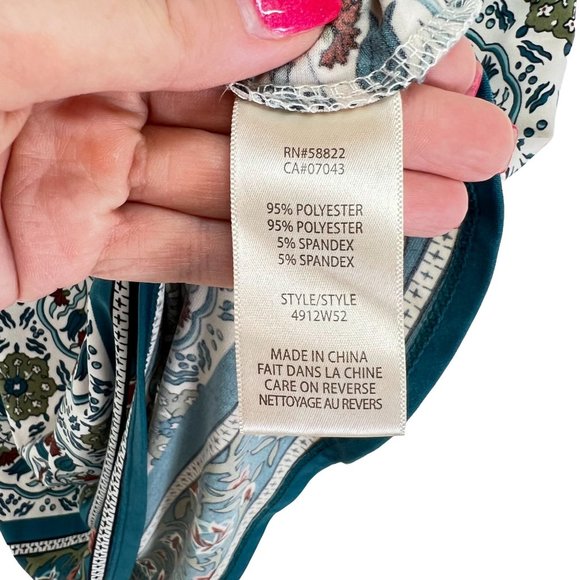 RN#58822
CA#07043
95% POLYESTER
95% POLYESTER
5% SPANDEX
5% SPANDEX
STYLE/STYLE
4912W52
MADE IN CHINA
FAIT DANS LA CHINE
CARE ON REVERSE
NETTOYAGE AU REVERS